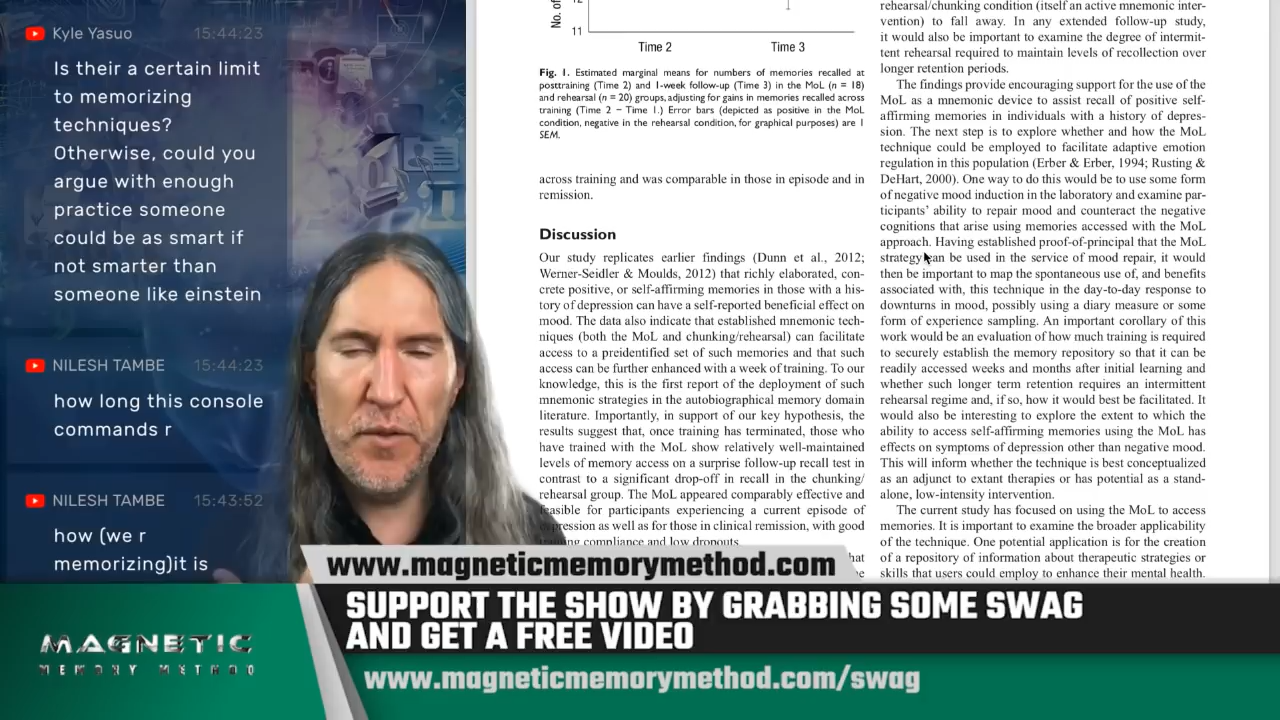 Kyle Yasuo 15:44:23
Is their a certain limit
to memorizing
techniques?
Otherwise, could you
argue with enough
practice someone
could be as smart if
not smarter than
someone like einstein
NILESH TAMBE 15:44:23
how long this console
commands r
NILESH TAMBE 15:43:52
how (we r
memorizing)it is
No. of
11
Time 2 Time 3
Fig. 1. Estimated marginal means for numbers of memories recalled at
posttraining (Time 2) and 1-week follow-up (Time 3) in the MoL (n = 18)
and rehearsal (n = 20) groups, adjusting for gains in memories recalled across
training (Time 2 − Time 1.) Error bars (depicted as positive in the MoL
condition, negative in the rehearsal condition, for graphical purposes) are 1
SEM.
across training and was comparable in those in episode and in
remission.
Discussion
Our study replicates earlier findings (Dunn et al., 2012;
Werner-Seidler & Moulds, 2012) that richly elaborated, con-
crete positive, or self-affirming memories in those with a his-
tory of depression can have a self-reported beneficial effect on
mood. The data also indicate that established mnemonic tech-
niques (both the MoL and chunking/rehearsal) can facilitate
access to a preidentified set of such memories and that such
access can be further enhanced with a week of training. To our
knowledge, this is the first report of the deployment of such
mnemonic strategies in the autobiographical memory domain
literature. Importantly, in support of our key hypothesis, the
results suggest that, once training has terminated, those who
have trained with the MoL show relatively well-maintained
levels of memory access on a surprise follow-up recall test in
contrast to a significant drop-off in recall in the chunking/
rehearsal group. The MoL appeared comparably effective and
feasible for participants experiencing a current episode of
depression as well as for those in clinical remission, with good
training compliance and low dropouts.
rehearsal/chunking condition (itself an active mnemonic inter-
vention) to fall away. In any extended follow-up study,
it would also be important to examine the degree of intermit-
tent rehearsal required to maintain levels of recollection over
longer retention periods.
The findings provide encouraging support for the use of the
MoL as a mnemonic device to assist recall of positive self-
affirming memories in individuals with a history of depres-
sion. The next step is to explore whether and how the MoL
technique could be employed to facilitate adaptive emotion
regulation in this population (Erber & Erber, 1994; Rusting &
DeHart, 2000). One way to do this would be to use some form
of negative mood induction in the laboratory and examine par-
ticipants’ ability to repair mood and counteract the negative
cognitions that arise using memories accessed with the MoL
approach. Having established proof-of-principal that the MoL
strategy can be used in the service of mood repair, it would
then be important to map the spontaneous use of, and benefits
associated with, this technique in the day-to-day response to
downturns in mood, possibly using a diary measure or some
form of experience sampling. An important corollary of this
work would be an evaluation of how much training is required
to securely establish the memory repository so that it can be
readily accessed weeks and months after initial learning and
whether such longer term retention requires an intermittent
rehearsal regime and, if so, how it would best be facilitated. It
would also be interesting to explore the extent to which the
ability to access self-affirming memories using the MoL has
effects on symptoms of depression other than negative mood.
This will inform whether the technique is best conceptualized
as an adjunct to extant therapies or has potential as a stand-
alone, low-intensity intervention.
The current study has focused on using the MoL to access
memories. It is important to examine the broader applicability
of the technique. One potential application is for the creation
of a repository of information about therapeutic strategies or
skills that users could employ to enhance their mental health.
www.magneticmemorymethod.com
MAGNETIC
MEMORY METHOD
SUPPORT THE SHOW BY GRABBING SOME SWAG
AND GET A FREE VIDEO
www.magneticmemorymethod.com/swag